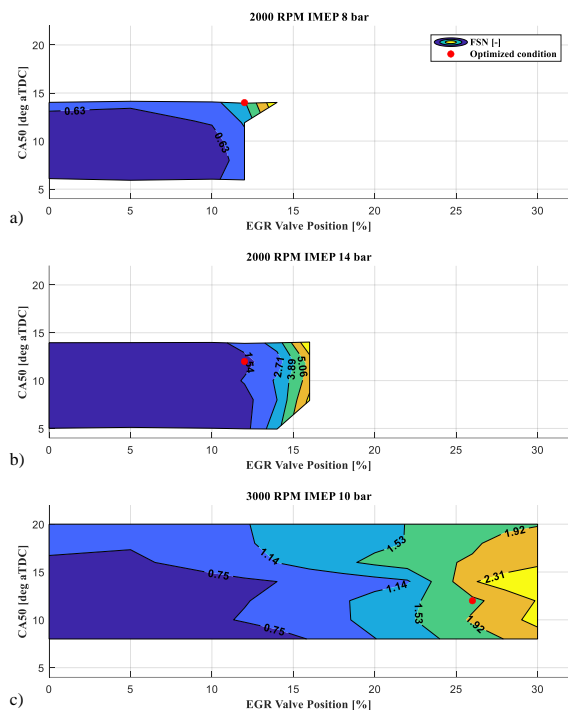 2000 RPM IMEP 8 bar
FSN [-]
Optimized condition
CA50 [deg aTDC]
20
15
10
5
0.63
0.63
0 5 10 15 20 25 30
EGR Valve Position [%]
a)
2000 RPM IMEP 14 bar
CA50 [deg aTDC]
20
15
10
5
1.54
2.71
3.89
5.06
0 5 10 15 20 25 30
EGR Valve Position [%]
b)
3000 RPM IMEP 10 bar
CA50 [deg aTDC]
20
15
10
5
1.92
1.53
1.14
2.31
0.75
1.14
1.53
1.92
0.75
0 5 10 15 20 25 30
EGR Valve Position [%]
c)